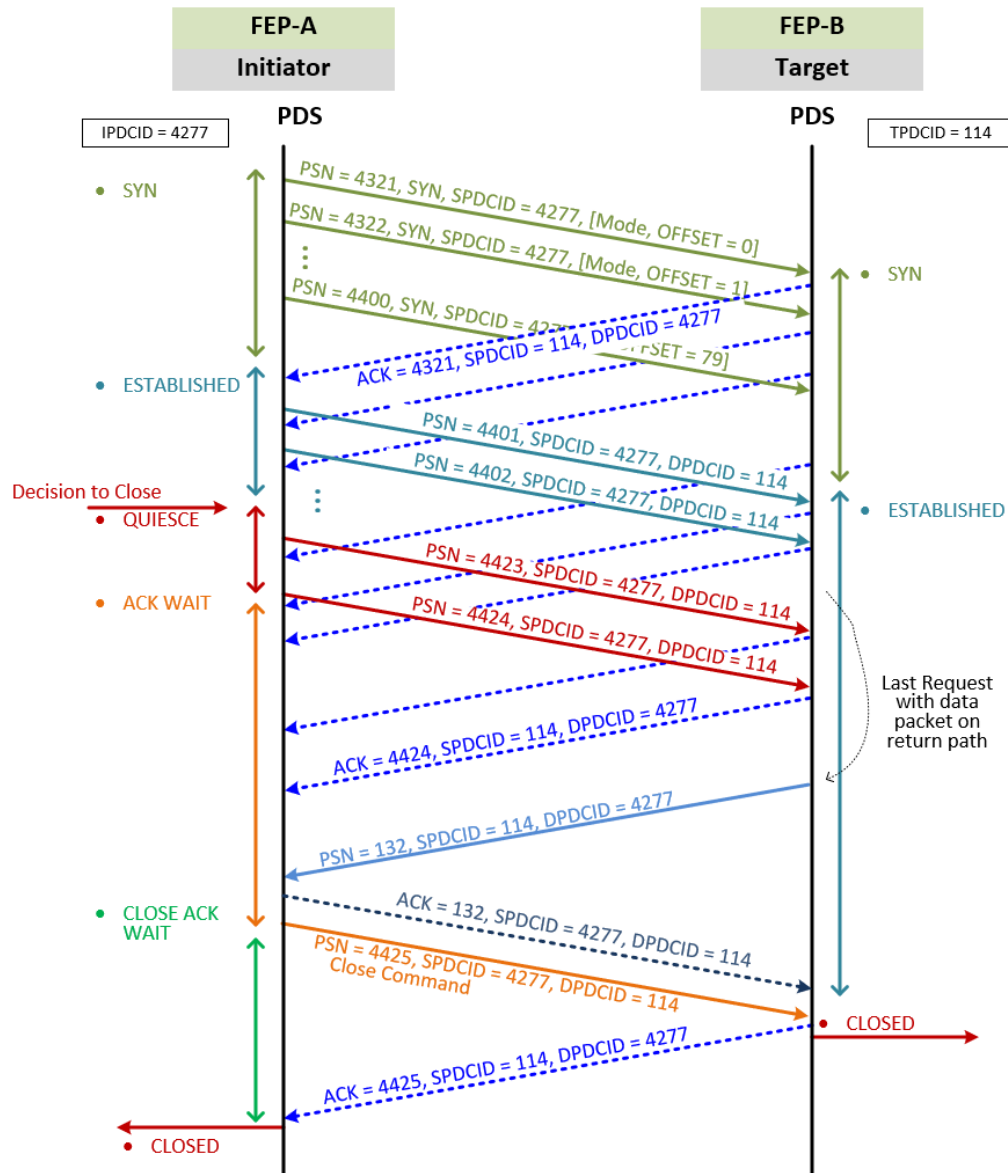 FEP-A
Initiator
FEP-B
Target
PDS
PDS
IPDCID = 4277
TPDCID = 114
• SYN
PSN = 4321, SYN, SPDCID = 4277, [Mode, OFFSET = 0]
PSN = 4322, SYN, SPDCID = 4277, [Mode, OFFSET = 1]
• SYN
PSN = 4400, SYN, SPDCID = 427
OFFSET = 79]
ACK = 4321, SPDCID = 114, DPDCID = 4277
• ESTABLISHED
PSN = 4401, SPDCID = 4277, DPDCID = 114
PSN = 4402, SPDCID = 4277, DPDCID = 114
Decision to Close
• QUIESCE
• ESTABLISHED
PSN = 4423, SPDCID = 4277, DPDCID = 114
• ACK WAIT
PSN = 4424, SPDCID = 4277, DPDCID = 114
Last Request
with data
packet on
return path
ACK = 4424, SPDCID = 114, DPDCID = 4277
PSN = 132, SPDCID = 114, DPDCID = 4277
• CLOSE ACK
WAIT
ACK = 132, SPDCID = 4277, DPDCID = 114
PSN = 4425, SPDCID = 4277, DPDCID = 114
Close Command
• CLOSED
ACK = 4425, SPDCID = 114, DPDCID = 4277
• CLOSED